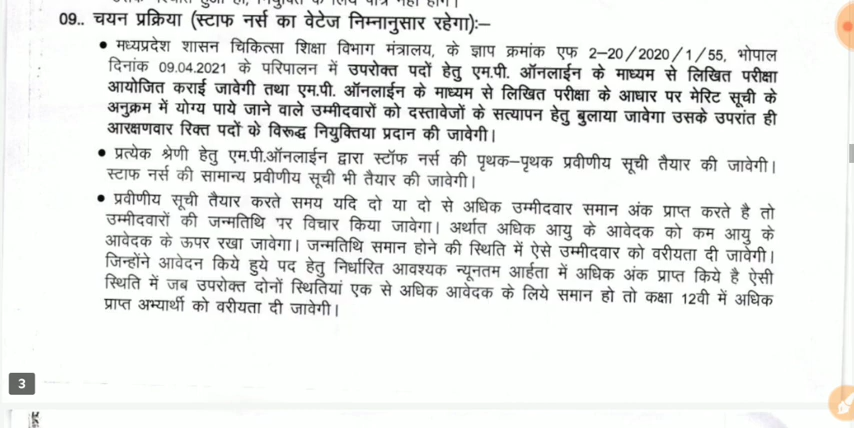 09.. चयन प्रक्रिया (स्टाफ नर्स का वेटेज निम्नानुसार रहेगा):–
• मध्यप्रदेश शासन चिकित्सा शिक्षा विभाग मंत्रालय, के ज्ञाप क्रमांक एफ 2–20/2020/1/55, भोपाल
दिनांक 09.04.2021 के परिपालन में उपरोक्त पदों हेतु एम.पी. ऑनलाईन के माध्यम से लिखित परीक्षा
आयोजित कराई जावेगी तथा एम.पी. ऑनलाईन के माध्यम से लिखित परीक्षा के आधार पर मेरिट सूची के
अनुक्रम में योग्य पाये जाने वाले उम्मीदवारों को दस्तावेजों के सत्यापन हेतु बुलाया जावेगा उसके उपरांत ही
आरक्षणवार रिक्त पदों के विरूद्ध नियुक्तिया प्रदान की जावेगी।
• प्रत्येक श्रेणी हेतु एम.पी.ऑनलाईन द्वारा स्टॉफ नर्स की पृथक–पृथक प्रवीणीय सूची तैयार की जावेगी।
स्टाफ नर्स की सामान्य प्रवीणीय सूची भी तैयार की जावेगी।
• प्रवीणीय सूची तैयार करते समय यदि दो या दो से अधिक उम्मीदवार समान अंक प्राप्त करते है तो
उम्मीदवारों की जन्मतिथि पर विचार किया जावेगा। अर्थात अधिक आयु के आवेदक को कम आयु के
आवेदक के ऊपर रखा जावेगा। जन्मतिथि समान होने की स्थिति में ऐसे उम्मीदवार को वरीयता दी जावेगी।
जिन्होंने आवेदन किये हुये पद हेतु निर्धारित आवश्यक न्यूनतम आर्हता में अधिक अंक प्राप्त किये है ऐसी
स्थिति में जब उपरोक्त दोनों स्थितियां एक से अधिक आवेदक के लिये समान हो तो कक्षा 12वी में अधिक
प्राप्त अभ्यार्थी को वरीयता दी जावेगी।
3